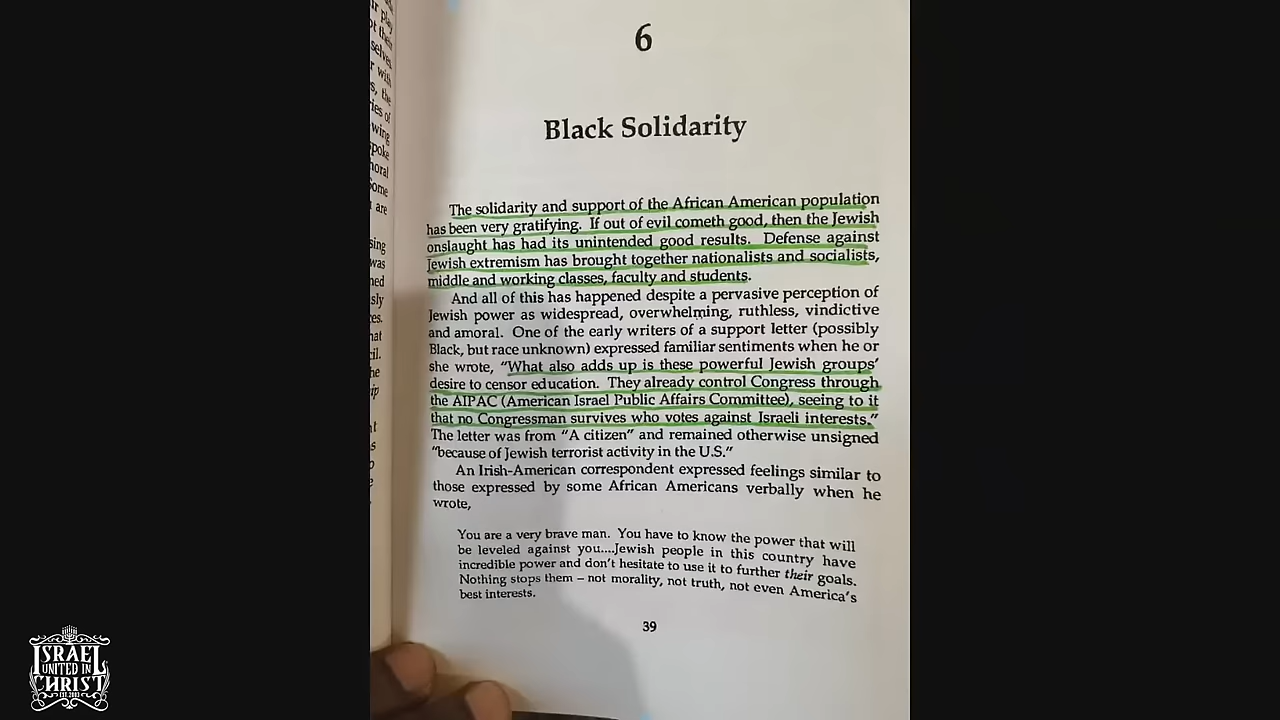 6
Black Solidarity
The solidarity and support of the African American population
has been very gratifying. If out of evil cometh good, then the Jewish
onslaught has had its unintended good results. Defense against
Jewish extremism has brought together nationalists and socialists,
middle and working classes, faculty and students.
And all of this has happened despite a pervasive perception of
Jewish power as widespread, overwhelming, ruthless, vindictive
and amoral. One of the early writers of a support letter (possibly
Black, but race unknown) expressed familiar sentiments when he or
she wrote, “What also adds up is these powerful Jewish groups’
desire to censor education. They already control Congress through
the AIPAC (American Israel Public Affairs Committee), seeing to it
that no Congressman survives who votes against Israeli interests.”
The letter was from “A citizen” and remained otherwise unsigned
“because of Jewish terrorist activity in the U.S.”
An Irish-American correspondent expressed feelings similar to
those expressed by some African Americans verbally when he
wrote,
You are a very brave man. You have to know the power that will
be leveled against you....Jewish people in this country have
incredible power and don’t hesitate to use it to further their goals.
Nothing stops them – not morality, not truth, not even America’s
best interests.
39
ISRAEL
UNITED IN
CHRIST
EST. 2003